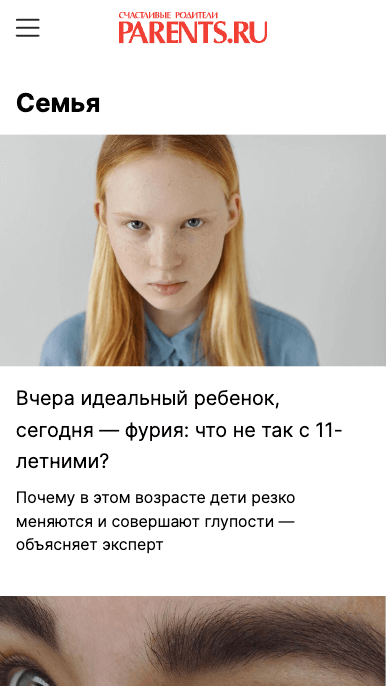 СЧАСТЛИВЫЕ РОДИТЕЛИ
PARENTS.RU
Семья
Вчера идеальный ребенок,
сегодня — фурия: что не так с 11-
летними?
Почему в этом возрасте дети резко
меняются и совершают глупости —
объясняет эксперт